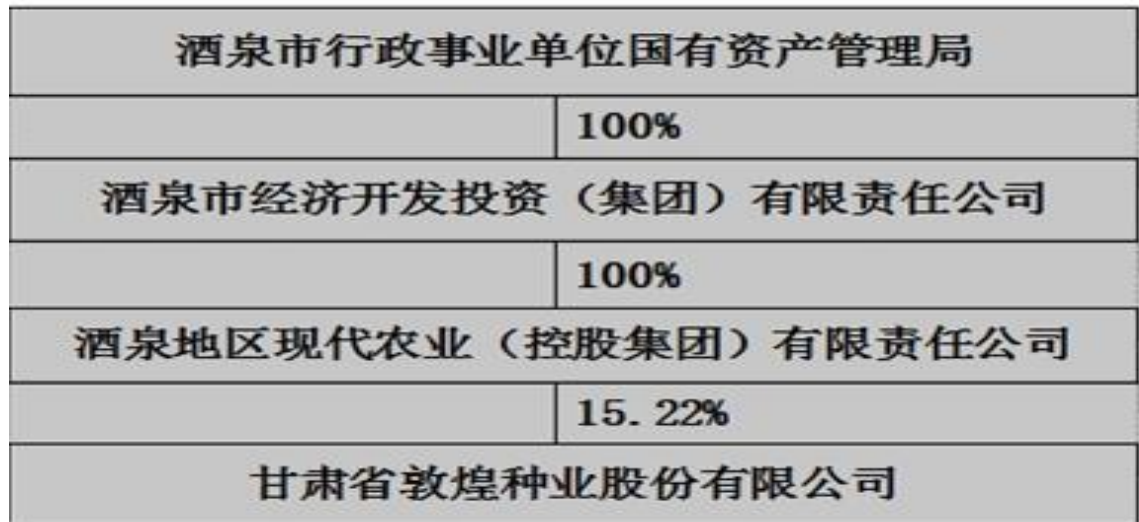 酒泉市行政事业单位国有资产管理局
100%
酒泉市经济开发投资（集团）有限责任公司
100%
酒泉地区现代农业（控股集团）有限责任公司
15.22%
甘肃省敦煌种业股份有限公司